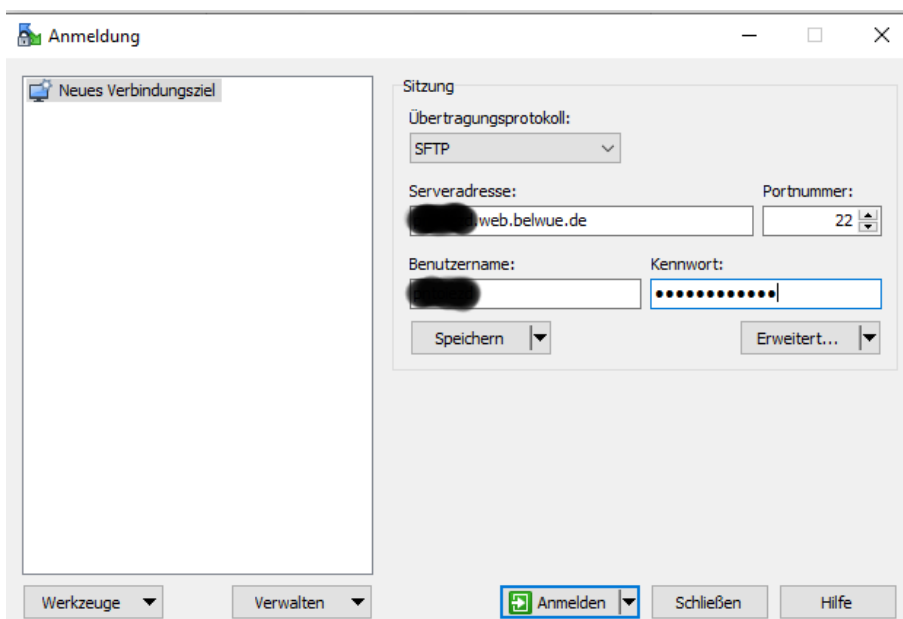 Anmeldung
Neues Verbindungsziel
Sitzung
Übertragungsprotokoll:
SFTP
Serveradresse:
Portnummer:
.web.belwue.de
22
Benutzername:
Kennwort:
••••••••••••
Speichern
Erweitert...
Werkzeuge
Verwalten
Anmelden
Schließen
Hilfe